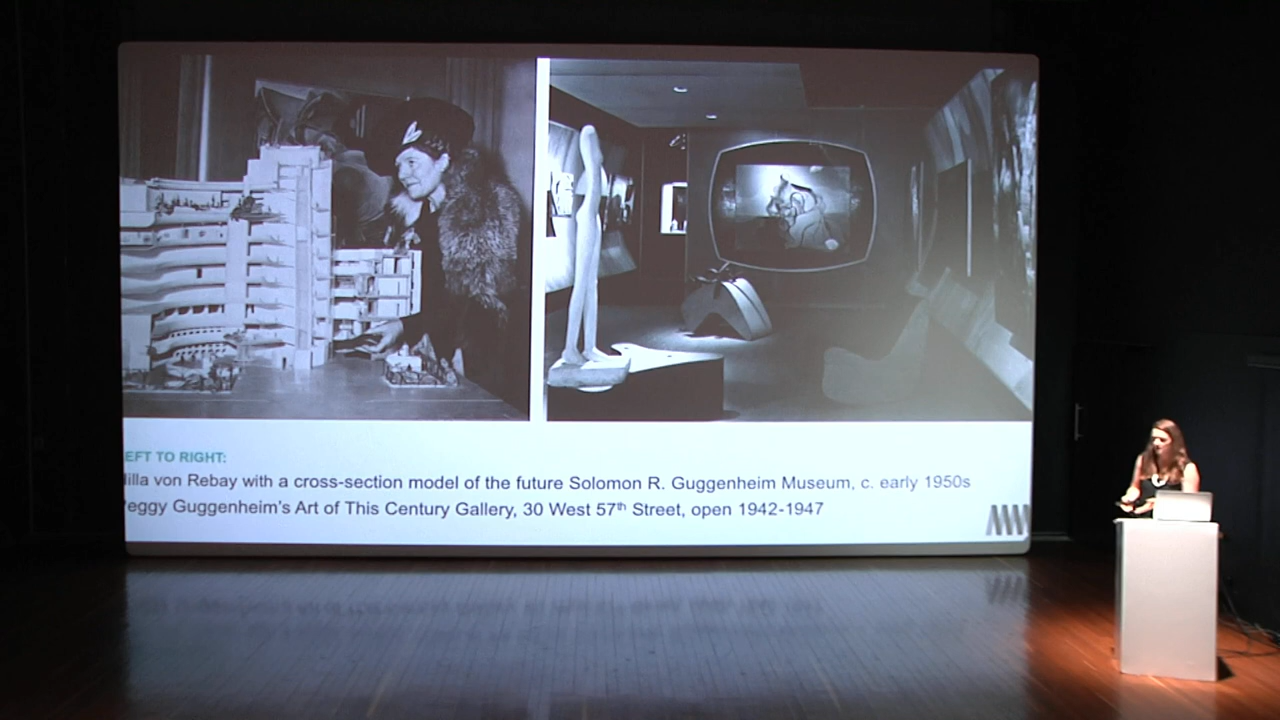 EFT TO RIGHT:
illa von Rebay with a cross-section model of the future Solomon R. Guggenheim Museum, c. early 1950s
eggy Guggenheim's Art of This Century Gallery, 30 West 57th Street, open 1942-1947